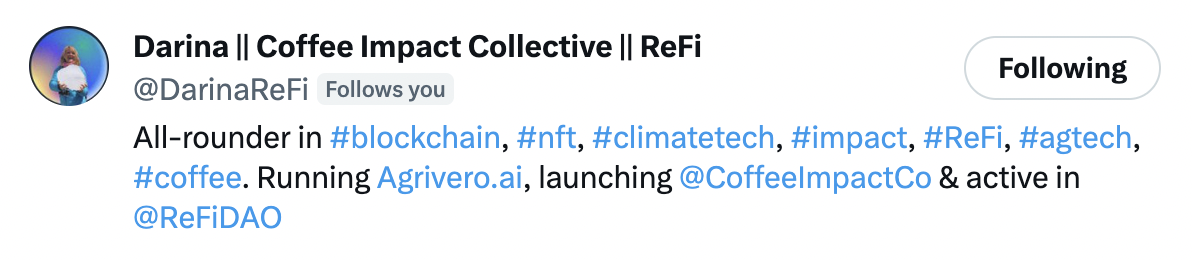 Darina || Coffee Impact Collective || ReFi
Following
@DarinaReFi Follows you
All-rounder in #blockchain, #nft, #climatetech, #impact, #ReFi, #agtech,
#coffee. Running Agrivero.ai, launching @CoffeeImpactCo & active in
@ReFiDAO